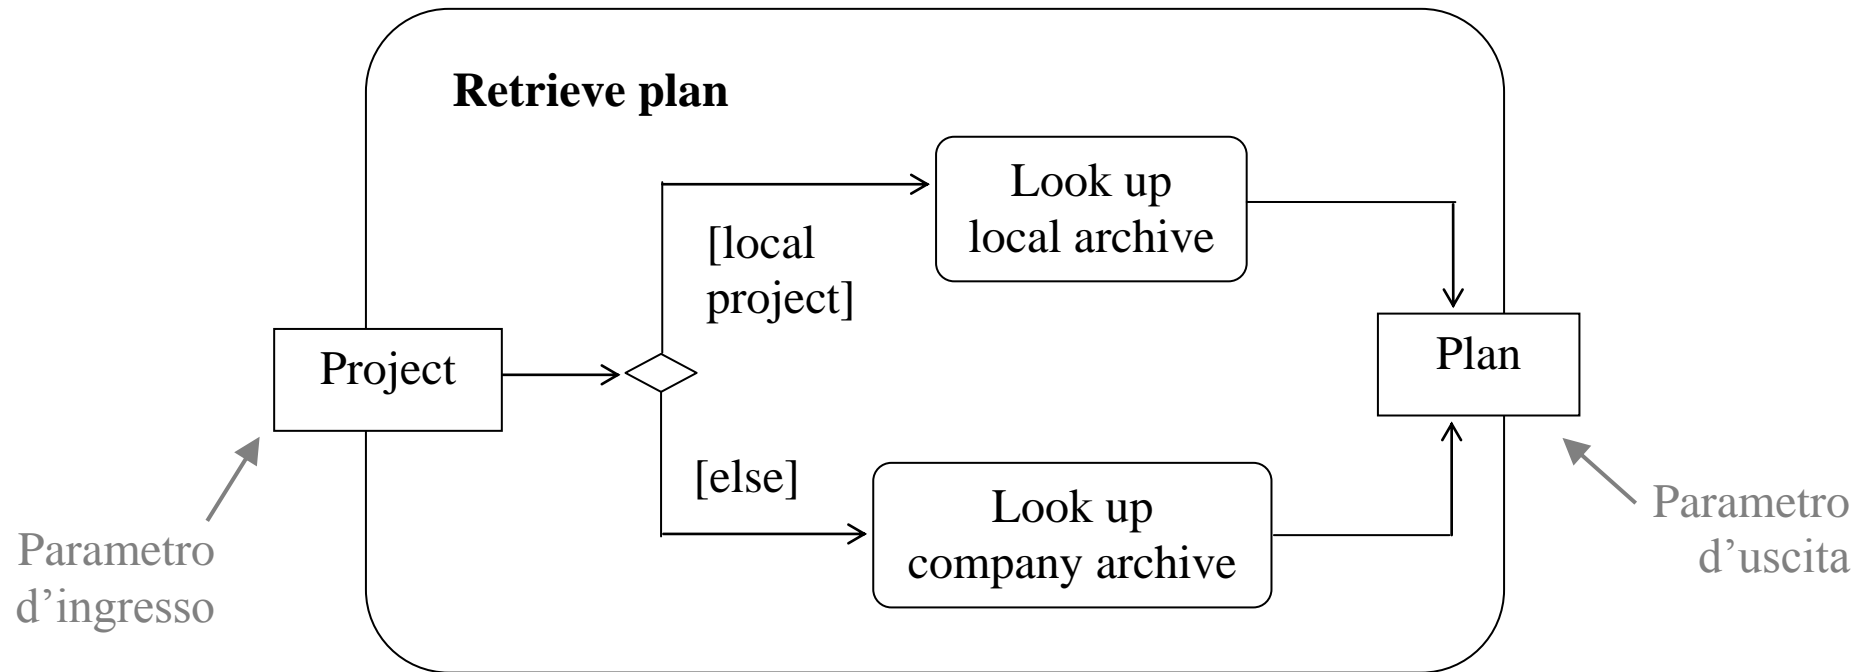 Retrieve plan
Look up
local archive
[local
project]
Project
Plan
[else]
Look up
company archive
Parametro
d’ingresso
Parametro
d’uscita